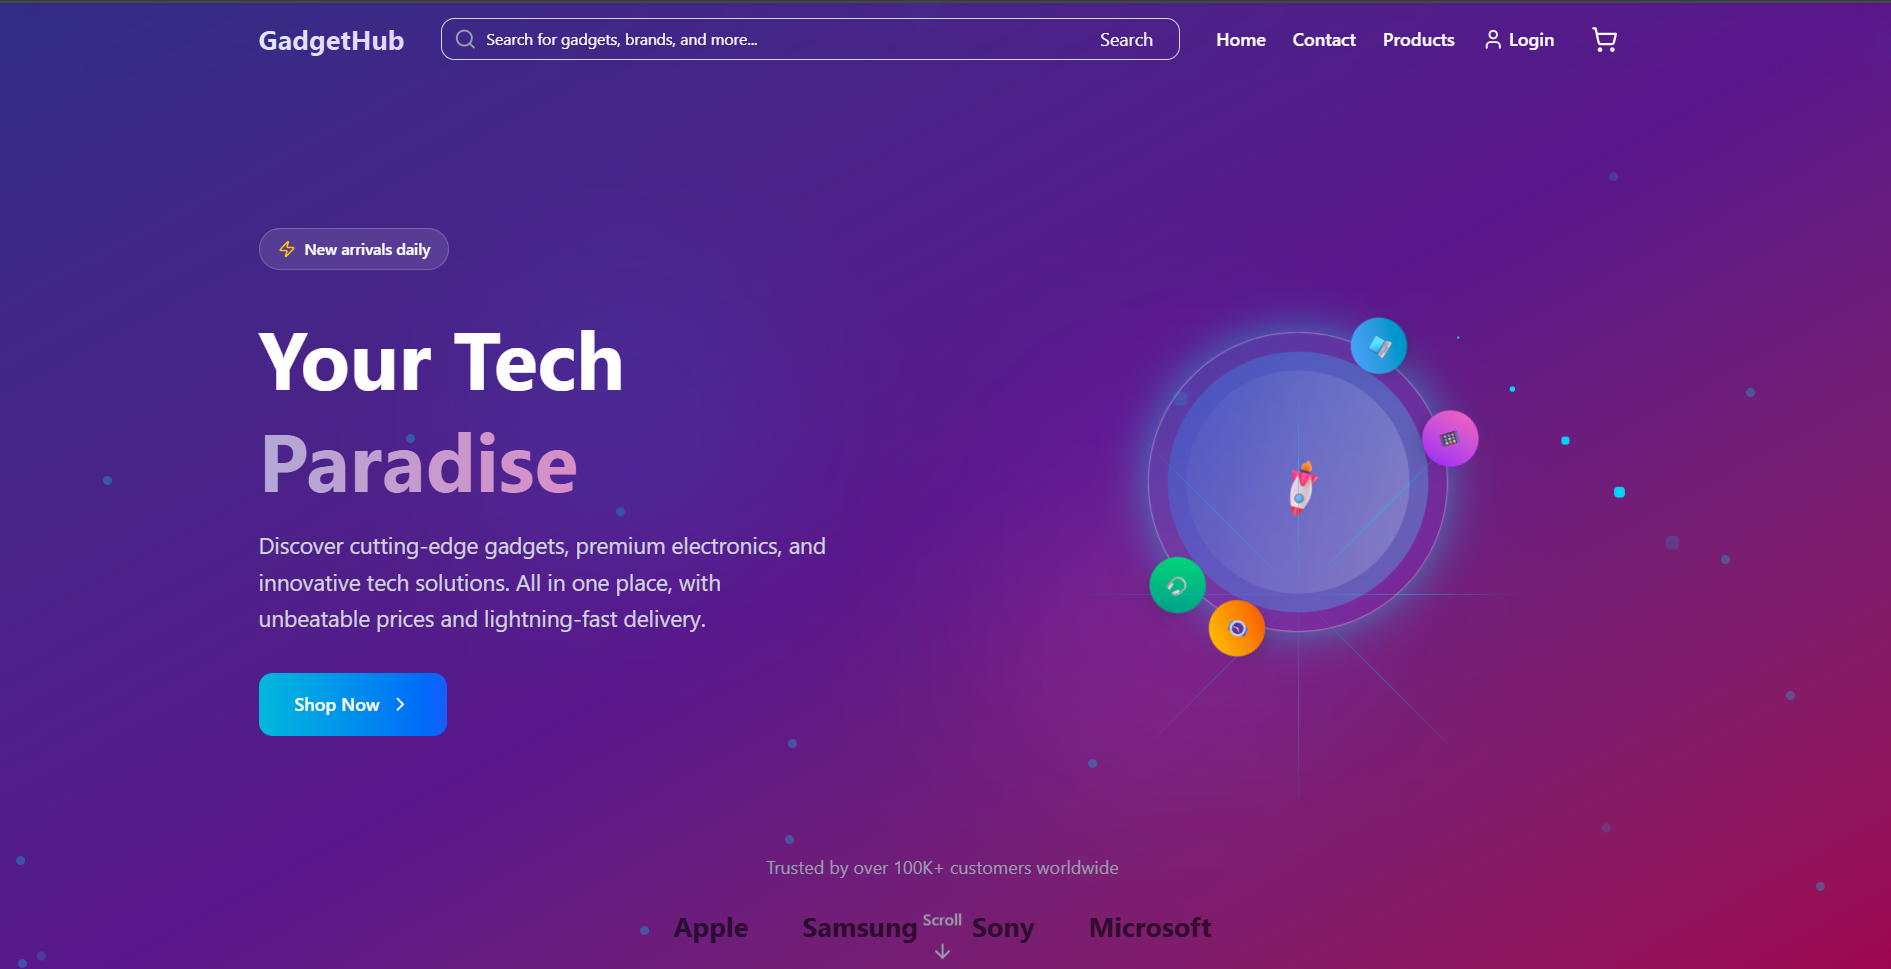 GadgetHub
Search for gadgets, brands, and more...
Search
Home
Contact
Products
Login
New arrivals daily
Your Tech
Paradise
Discover cutting-edge gadgets, premium electronics, and
innovative tech solutions. All in one place, with
unbeatable prices and lightning-fast delivery.
Shop Now
Trusted by over 100K+ customers worldwide
Apple
Samsung
Scroll
Sony
Microsoft